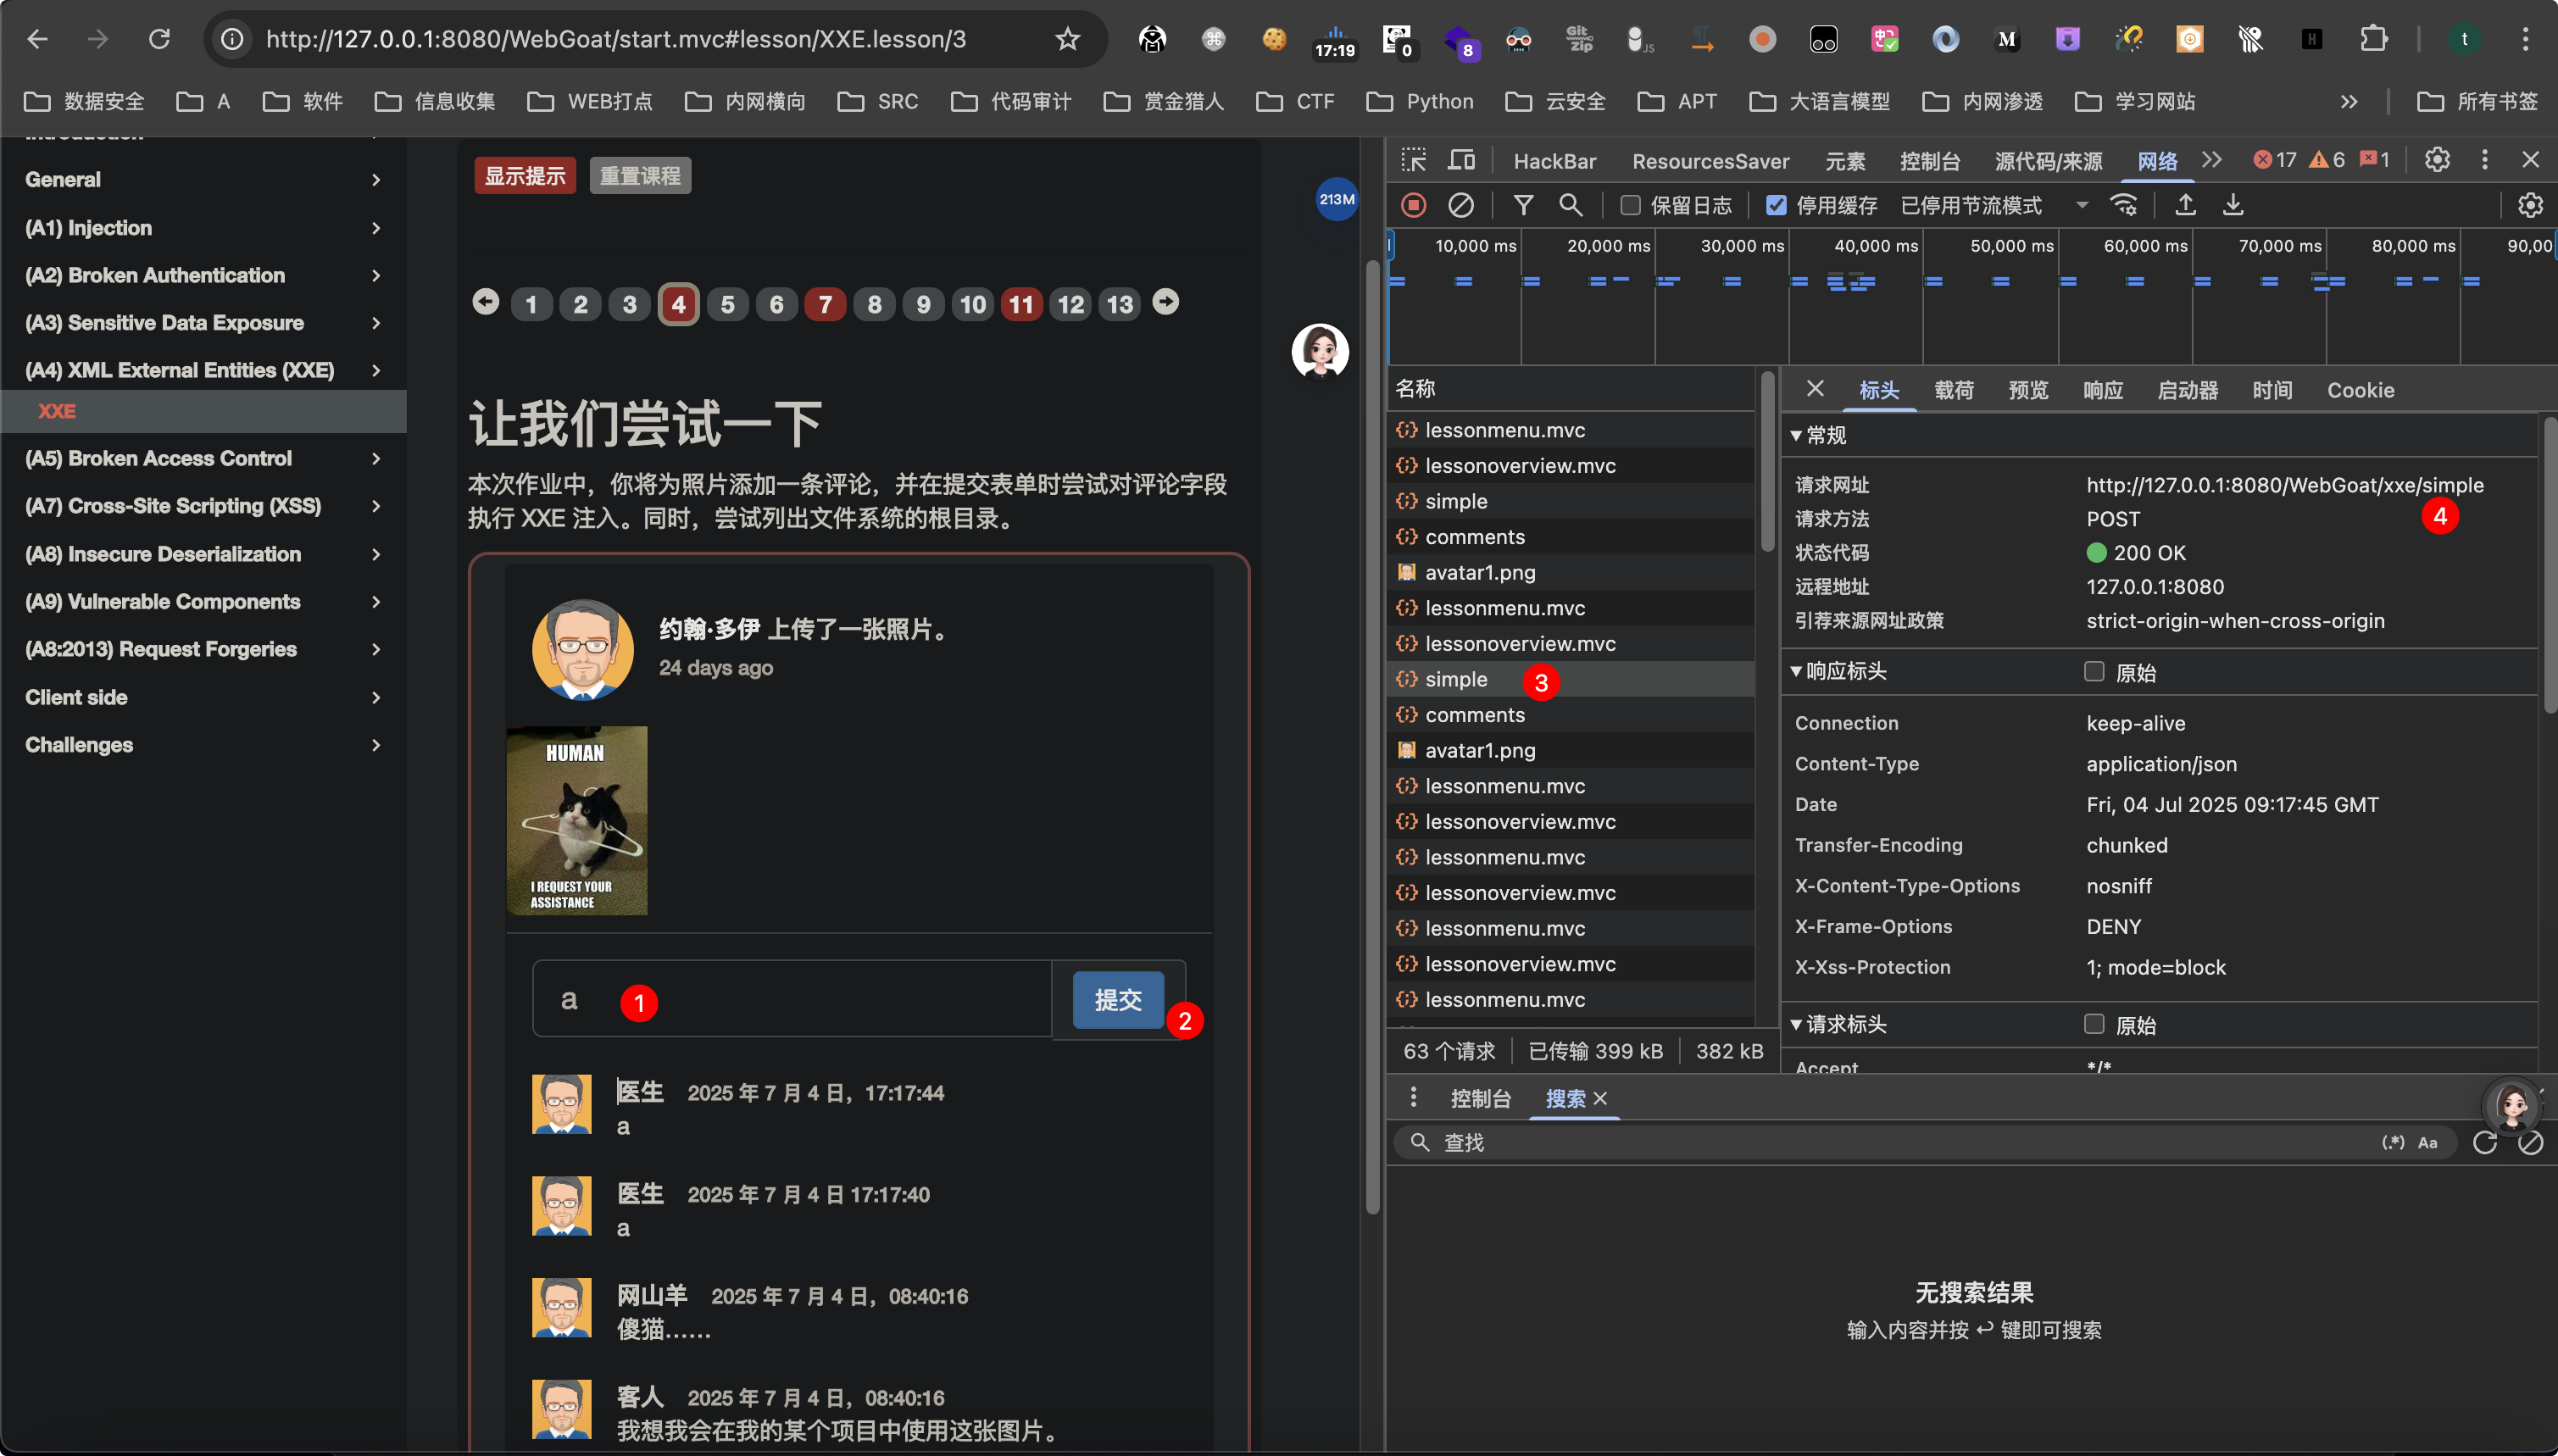 http://127.0.0.1:8080/WebGoat/start.mvc#lesson/XXE.lesson/3
17:19
0
8
Git Zip
JS
M
H
t
数据安全
A
软件
信息收集
WEB打点
内网横向
SRC
代码审计
赏金猎人
CTF
Python
云安全
APT
大语言模型
内网渗透
学习网站
所有书签
General
(A1) Injection
(A2) Broken Authentication
(A3) Sensitive Data Exposure
(A4) XML External Entities (XXE)
XXE
(A5) Broken Access Control
(A7) Cross-Site Scripting (XSS)
(A8) Insecure Deserialization
(A9) Vulnerable Components
(A8:2013) Request Forgeries
Client side
Challenges
显示提示 重置课程
213M
1 2 3 4 5 6 7 8 9 10 11 12 13
让我们尝试一下
本次作业中，你将为照片添加一条评论，并在提交表单时尝试对评论字段
执行 XXE 注入。同时，尝试列出文件系统的根目录。
约翰·多伊 上传了一张照片。
24 days ago
HUMAN
I REQUEST YOUR
ASSISTANCE
a 1 提交 2
医生 2025 年 7 月 4 日，17:17:44
a
医生 2025 年 7 月 4 日 17:17:40
a
网山羊 2025 年 7 月 4 日，08:40:16
傻猫……
客人 2025 年 7 月 4 日，08:40:16
我想我会在我的某个项目中使用这张图片。
HackBar ResourcesSaver 元素 控制台 源代码/来源 网络 17 6 1
保留日志 停用缓存 已停用节流模式
10,000 ms 20,000 ms 30,000 ms 40,000 ms 50,000 ms 60,000 ms 70,000 ms 80,000 ms 90,00
名称
lessonmenu.mvc
lessonoverview.mvc
simple
comments
avatar1.png
lessonmenu.mvc
lessonoverview.mvc
simple 3
comments
avatar1.png
lessonmenu.mvc
lessonoverview.mvc
lessonmenu.mvc
lessonoverview.mvc
lessonmenu.mvc
lessonoverview.mvc
lessonmenu.mvc
63 个请求 已传输 399 kB 382 kB
标头 载荷 预览 响应 启动器 时间 Cookie
常规
请求网址 http://127.0.0.1:8080/WebGoat/xxe/simple
4
请求方法 POST
状态代码 200 OK
远程地址 127.0.0.1:8080
引荐来源网址政策 strict-origin-when-cross-origin
响应标头 原始
Connection keep-alive
Content-Type application/json
Date Fri, 04 Jul 2025 09:17:45 GMT
Transfer-Encoding chunked
X-Content-Type-Options nosniff
X-Frame-Options DENY
X-Xss-Protection 1; mode=block
请求标头 原始
Accept */*
控制台 搜索
查找 (.*) Aa
无搜索结果
输入内容并按 ↩ 键即可搜索